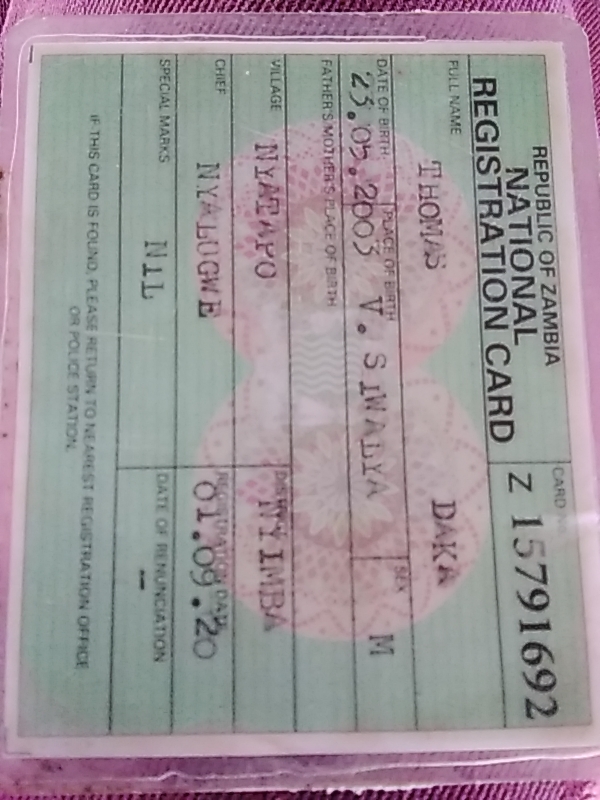 REPUBLIC OF ZAMBIA
NATIONAL
REGISTRATION CARD
CARD No.
Z 15791692
FULL NAME
THOMAS DAKA
DATE OF BIRTH PLACE OF BIRTH SEX
23.05.2003 V. SIWALYA M
FATHER'S/MOTHER'S PLACE OF BIRTH
VILLAGE
NYATAPO NYIMBA
CHIEF REGISTRATION DATE
NYALUGWE 01.09.20
SPECIAL MARKS DATE OF RENUNCIATION
NIL --
IF THIS CARD IS FOUND, PLEASE RETURN TO NEAREST REGISTRATION OFFICE
OR POLICE STATION.